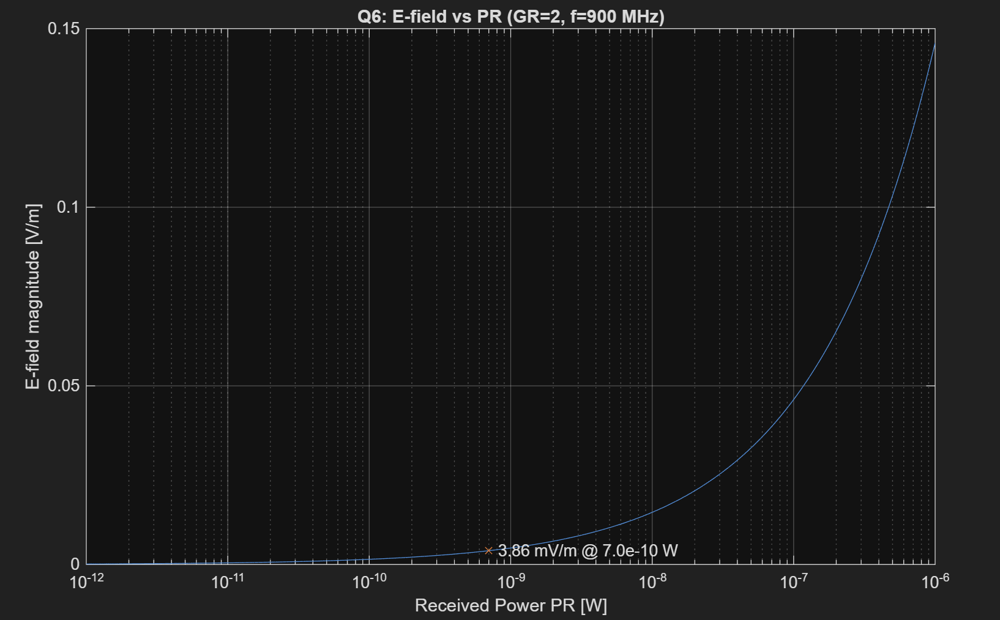 Q6: E-field vs PR (GR=2, f=900 MHz)
0.15
0.1
0.05
0
E-field magnitude [V/m]
3.86 mV/m @ 7.0e-10 W
10^-12 10^-11 10^-10 10^-9 10^-8 10^-7 10^-6
Received Power PR [W]